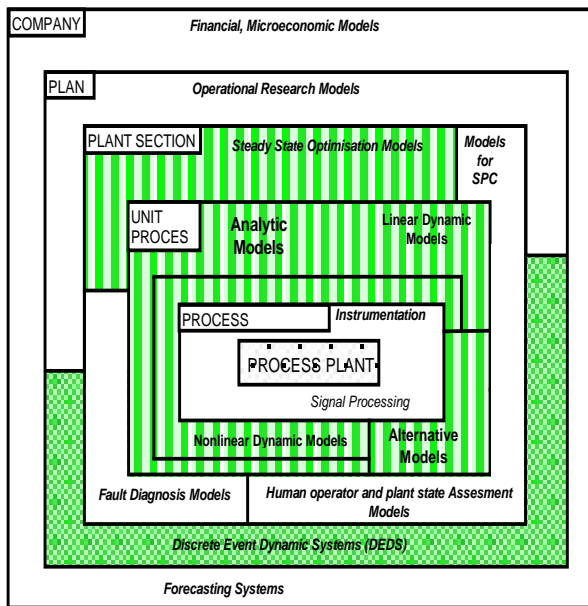 COMPANY
Financial, Microeconomic Models
PLAN
Operational Research Models
PLANT SECTION
Steady State Optimisation Models
Models
for
SPC
UNIT
PROCES
Analytic
Models
Linear Dynamic
Models
PROCESS
Instrumentation
PROCESS PLANT
Signal Processing
Nonlinear Dynamic Models
Alternative
Models
Fault Diagnosis Models
Human operator and plant state Assesment
Models
Discrete Event Dynamic Systems (DEDS)
Forecasting Systems